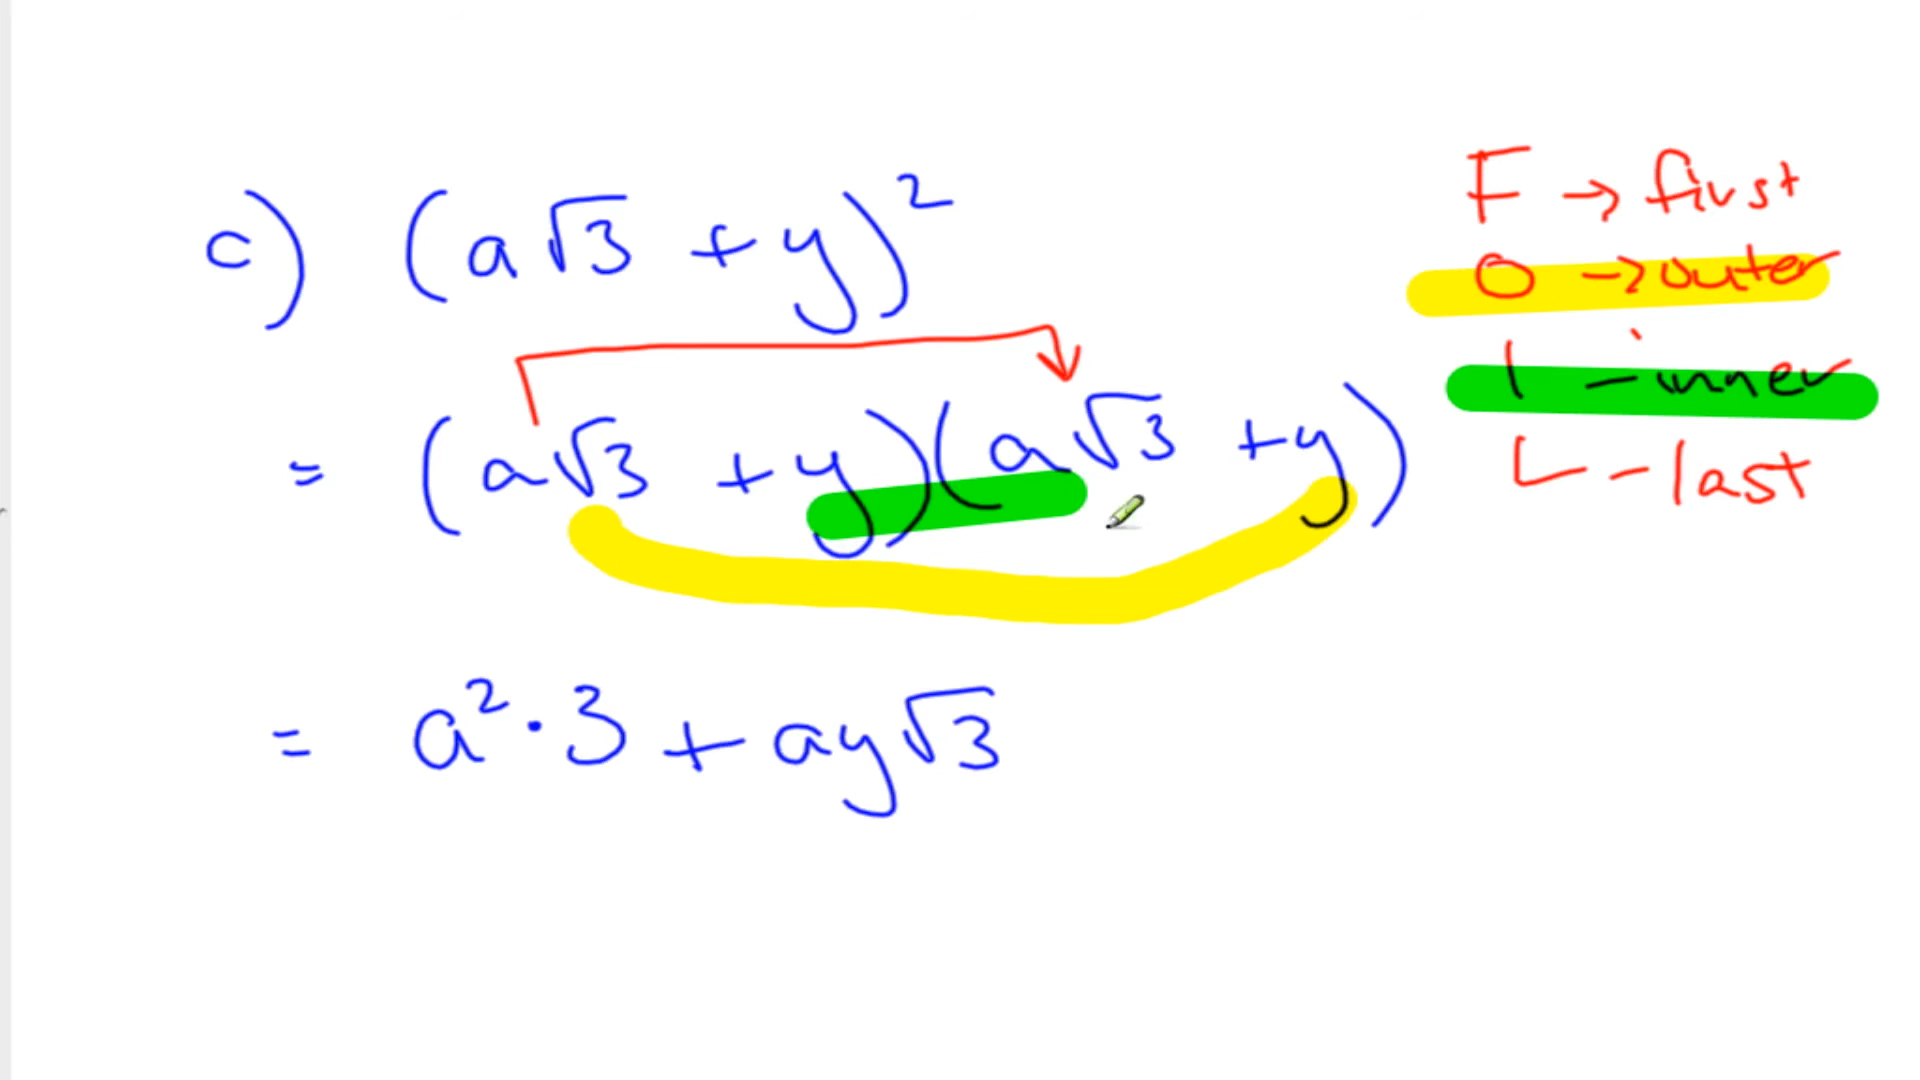 c) (a√3 + y)²
= (a√3 + y)(a√3 + y)
= a² · 3 + ay√3
F → first
O → outer
I – inner
L – last